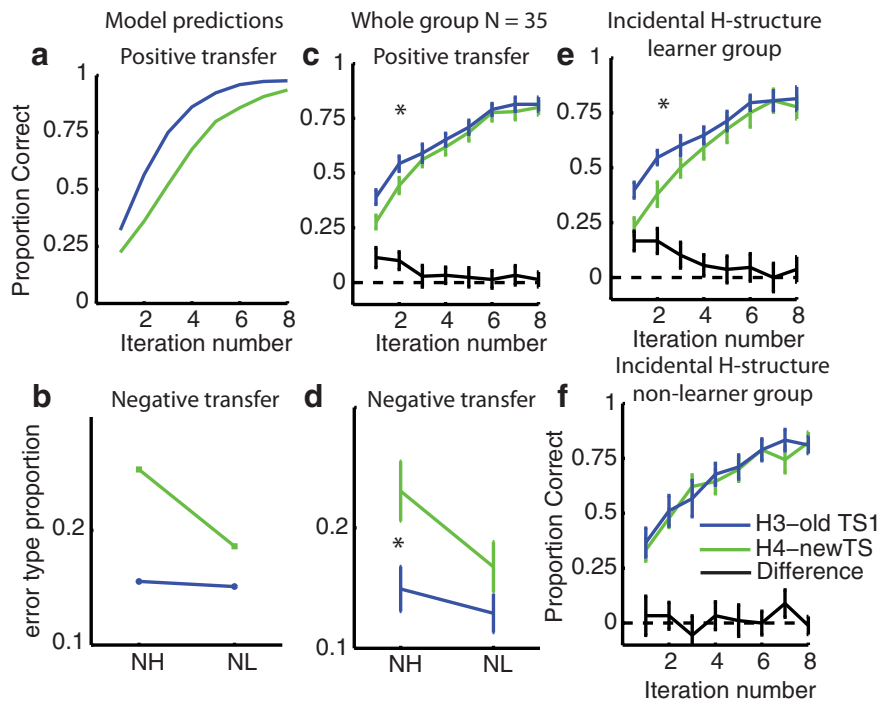 Model predictions
Whole group N = 35
Incidental H-structure
learner group
a
Positive transfer
c
Positive transfer
e
Proportion Correct
1
0.75
0.5
0.25
0
2
4
6
8
Iteration number
1
0.75
0.5
0.25
0
*
2
4
6
8
Iteration number
1
0.75
0.5
0.25
0
*
2
4
6
8
Iteration number
b
Negative transfer
error type proportion
0.2
0.1
NH
NL
d
Negative transfer
0.2
0.1
*
NH
NL
Incidental H-structure
non-learner group
f
Proportion Correct
1
0.75
0.5
0.25
0
H3-old TS1
H4-newTS
Difference
2
4
6
8
Iteration number